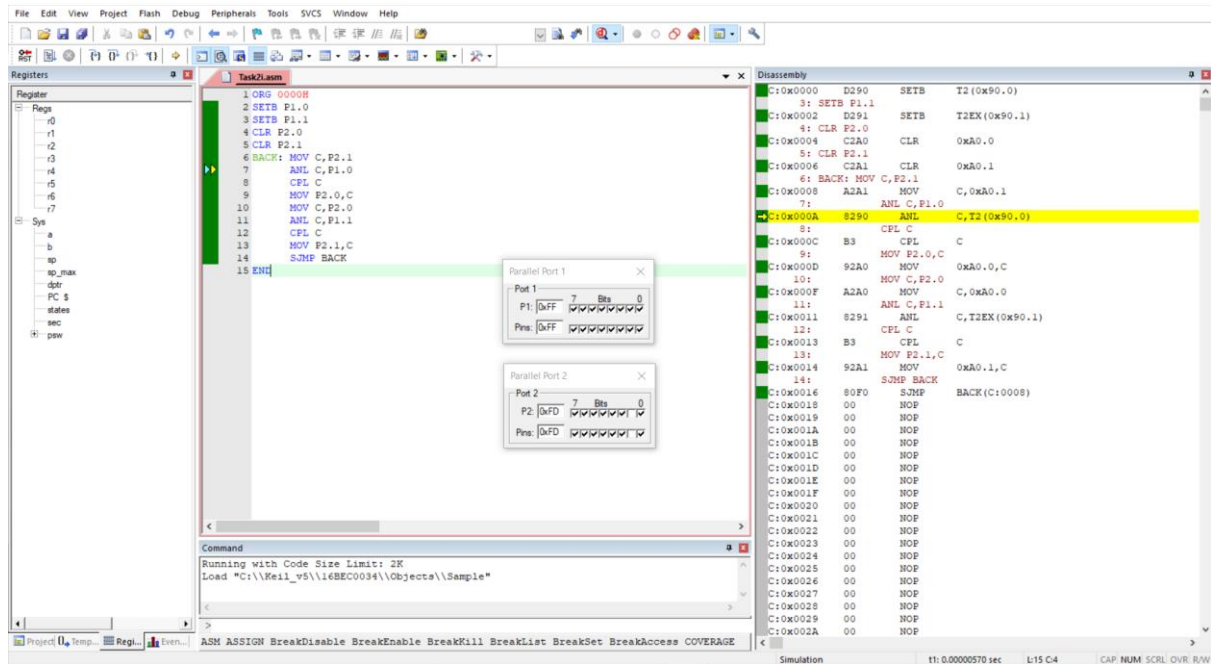 File Edit View Project Flash Debug Peripherals Tools SVCS Window Help
Registers
Register
Regs
r0
r1
r2
r3
r4
r5
r6
r7
Sys
a
b
sp
sp_max
dptr
PC $
states
sec
psw
Project Temp... Regi... Even...
Task2i.asm
1 ORG 0000H
2 SETB P1.0
3 SETB P1.1
4 CLR P2.0
5 CLR P2.1
6 BACK: MOV C,P2.1
7 ANL C,P1.0
8 CPL C
9 MOV P2.0,C
10 MOV C,P2.0
11 ANL C,P1.1
12 CPL C
13 MOV P2.1,C
14 SJMP BACK
15 END
Parallel Port 1
Port 1
7 Bits 0
P1: 0xFF
Pins: 0xFF
Parallel Port 2
Port 2
7 Bits 0
P2: 0xFD
Pins: 0xFD
Command
Running with Code Size Limit: 2K
Load "C:\\Keil_v5\\16BEC0034\\Objects\\Sample"
>
ASM ASSIGN BreakDisable BreakEnable BreakKill BreakList BreakSet BreakAccess COVERAGE
Disassembly
C:0x0000 D290 SETB T2(0x90.0)
3: SETB P1.1
C:0x0002 D291 SETB T2EX(0x90.1)
4: CLR P2.0
C:0x0004 C2A0 CLR 0xA0.0
5: CLR P2.1
C:0x0006 C2A1 CLR 0xA0.1
6: BACK: MOV C,P2.1
C:0x0008 A2A1 MOV C,0xA0.1
7: ANL C,P1.0
C:0x000A 8290 ANL C,T2(0x90.0)
8: CPL C
C:0x000C B3 CPL C
9: MOV P2.0,C
C:0x000D 92A0 MOV 0xA0.0,C
10: MOV C,P2.0
C:0x000F A2A0 MOV C,0xA0.0
11: ANL C,P1.1
C:0x0011 8291 ANL C,T2EX(0x90.1)
12: CPL C
C:0x0013 B3 CPL C
13: MOV P2.1,C
C:0x0014 92A1 MOV 0xA0.1,C
14: SJMP BACK
C:0x0016 80F0 SJMP BACK(C:0008)
C:0x0018 00 NOP
C:0x0019 00 NOP
C:0x001A 00 NOP
C:0x001B 00 NOP
C:0x001C 00 NOP
C:0x001D 00 NOP
C:0x001E 00 NOP
C:0x001F 00 NOP
C:0x0020 00 NOP
C:0x0021 00 NOP
C:0x0022 00 NOP
C:0x0023 00 NOP
C:0x0024 00 NOP
C:0x0025 00 NOP
C:0x0026 00 NOP
C:0x0027 00 NOP
C:0x0028 00 NOP
C:0x0029 00 NOP
C:0x002A 00 NOP
Simulation t1: 0.00000570 sec L:15 C:4 CAP NUM SCRL OVR R/W